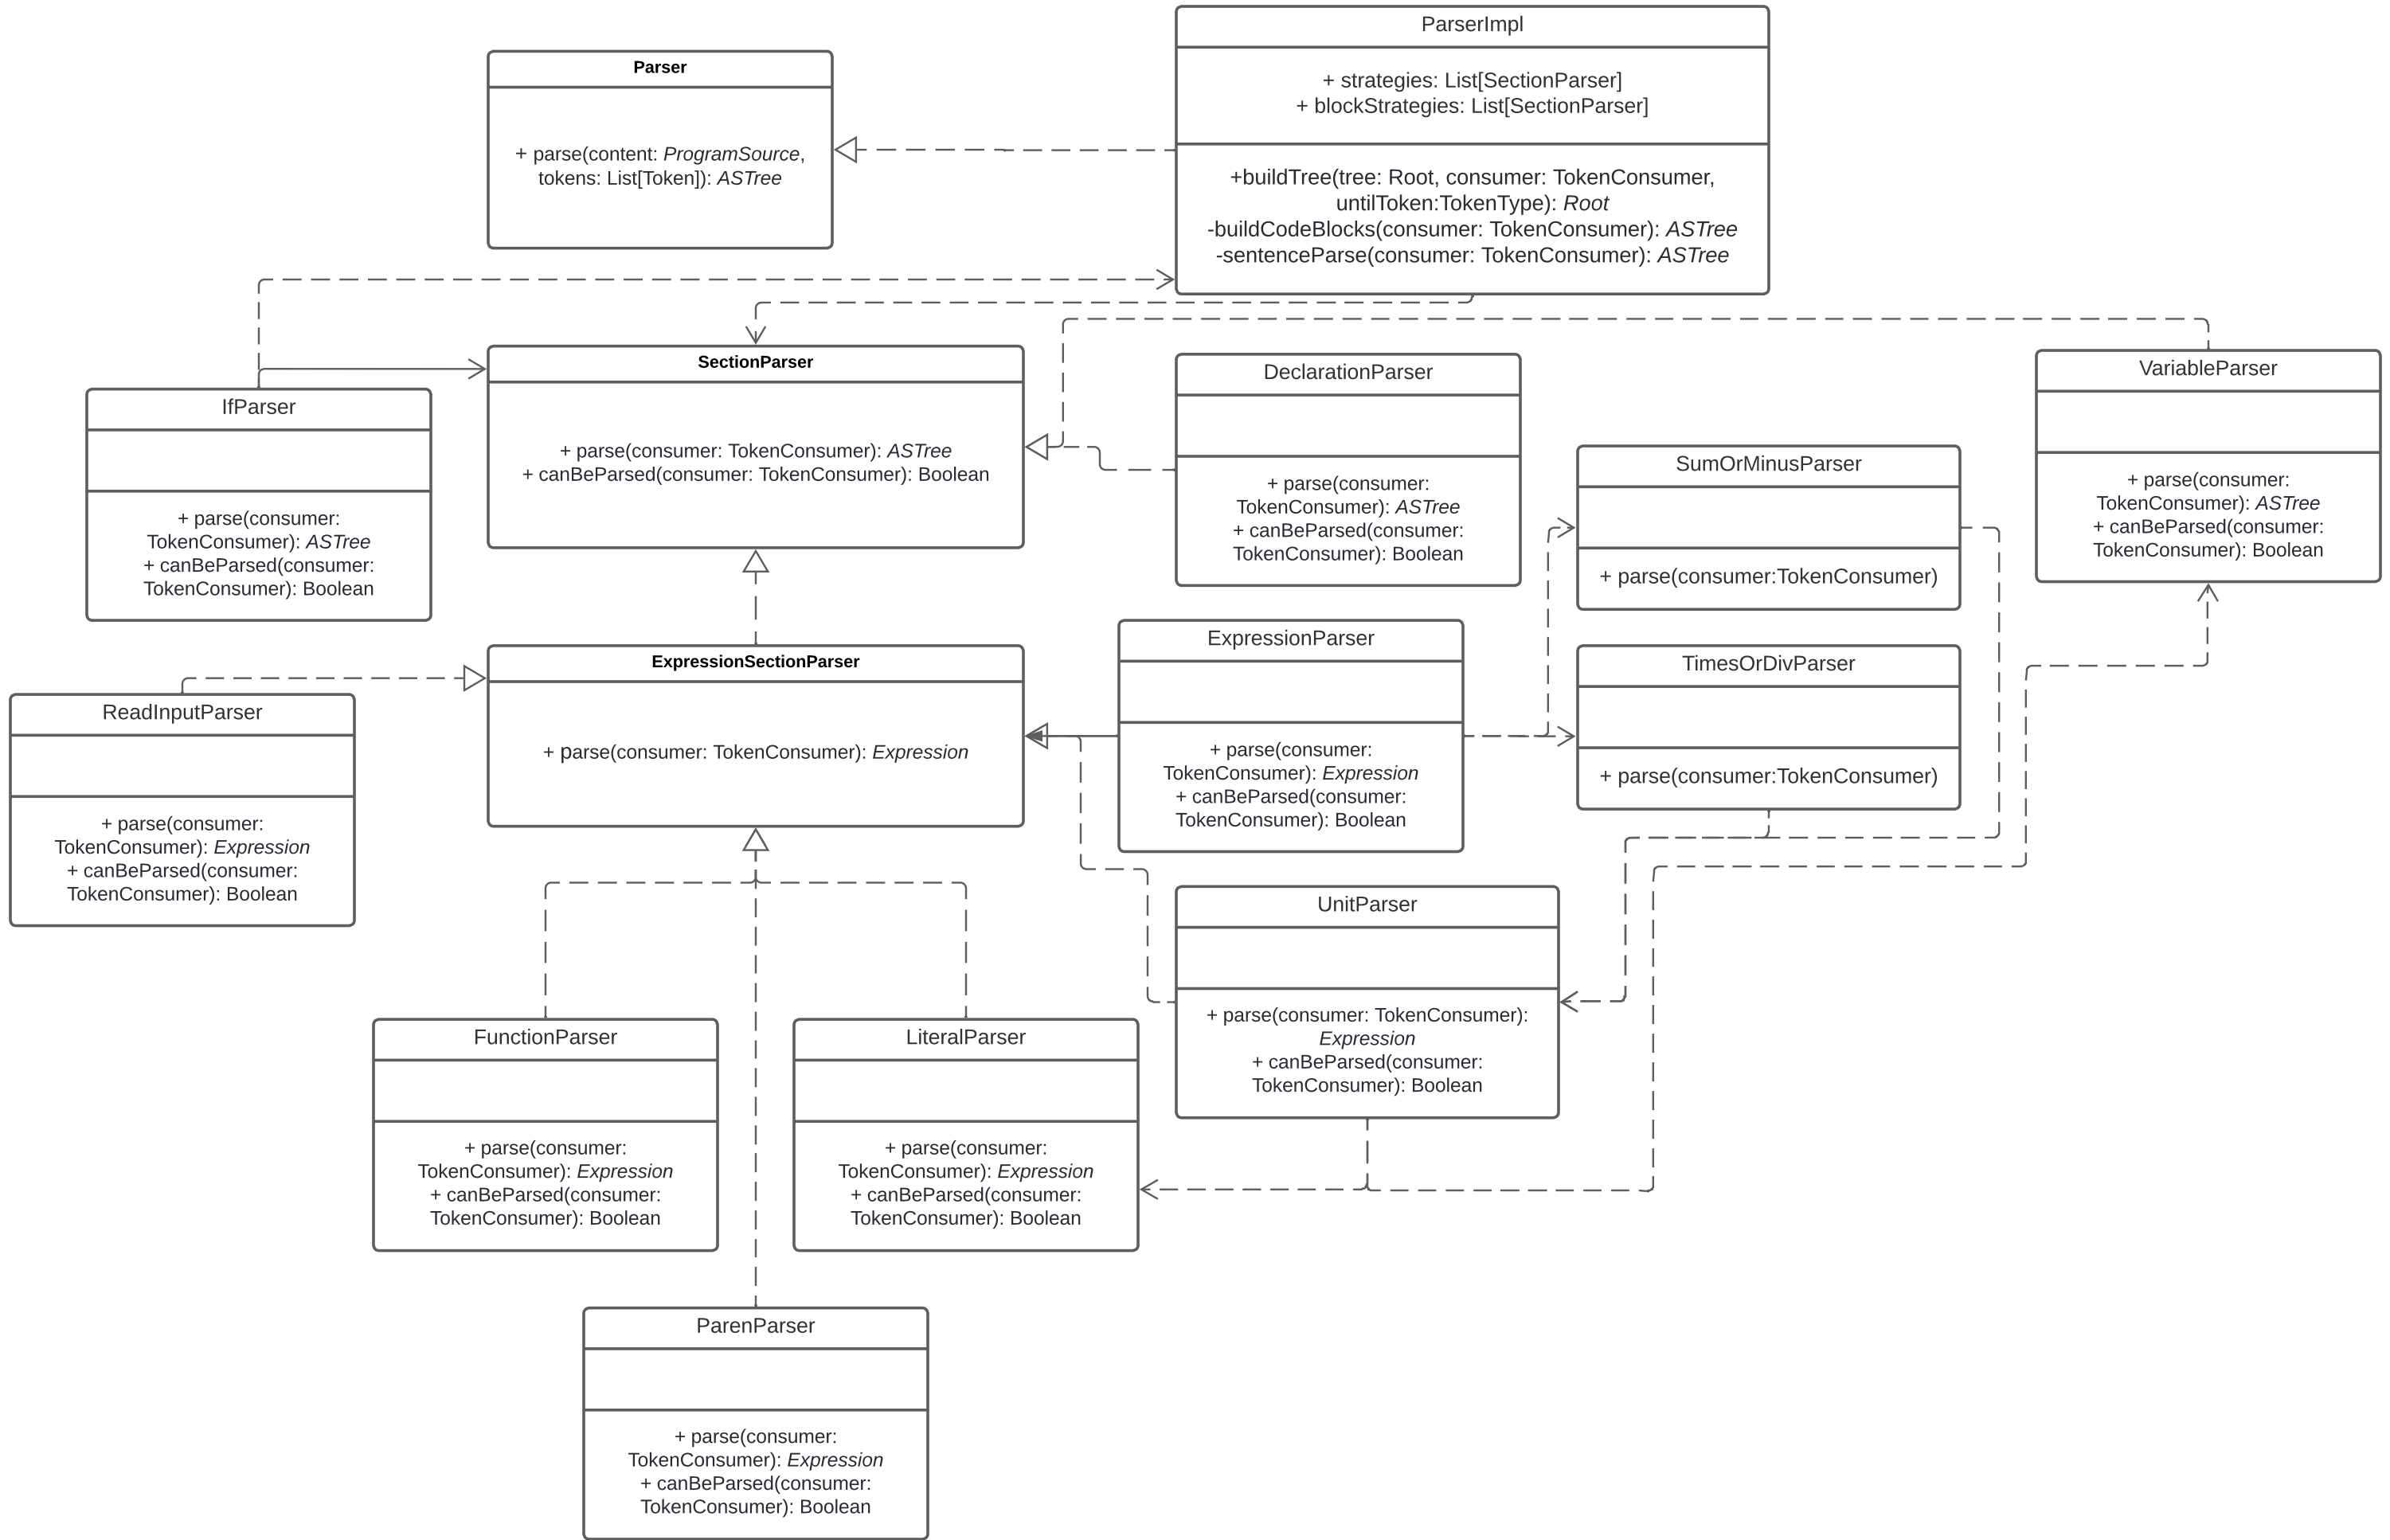 ParserImpl
+ strategies: List[SectionParser]
+ blockStrategies: List[SectionParser]
+buildTree(tree: Root, consumer: TokenConsumer,
untilToken:TokenType): Root
-buildCodeBlocks(consumer: TokenConsumer): ASTree
-sentenceParse(consumer: TokenConsumer): ASTree
Parser
+ parse(content: ProgramSource,
tokens: List[Token]): ASTree
SectionParser
+ parse(consumer: TokenConsumer): ASTree
+ canBeParsed(consumer: TokenConsumer): Boolean
IfParser
+ parse(consumer:
TokenConsumer): ASTree
+ canBeParsed(consumer:
TokenConsumer): Boolean
DeclarationParser
+ parse(consumer:
TokenConsumer): ASTree
+ canBeParsed(consumer:
TokenConsumer): Boolean
VariableParser
+ parse(consumer:
TokenConsumer): ASTree
+ canBeParsed(consumer:
TokenConsumer): Boolean
SumOrMinusParser
+ parse(consumer:TokenConsumer)
ExpressionSectionParser
+ parse(consumer: TokenConsumer): Expression
ExpressionParser
+ parse(consumer:
TokenConsumer): Expression
+ canBeParsed(consumer:
TokenConsumer): Boolean
TimesOrDivParser
+ parse(consumer:TokenConsumer)
ReadInputParser
+ parse(consumer:
TokenConsumer): Expression
+ canBeParsed(consumer:
TokenConsumer): Boolean
UnitParser
+ parse(consumer: TokenConsumer):
Expression
+ canBeParsed(consumer:
TokenConsumer): Boolean
FunctionParser
+ parse(consumer:
TokenConsumer): Expression
+ canBeParsed(consumer:
TokenConsumer): Boolean
LiteralParser
+ parse(consumer:
TokenConsumer): Expression
+ canBeParsed(consumer:
TokenConsumer): Boolean
ParenParser
+ parse(consumer:
TokenConsumer): Expression
+ canBeParsed(consumer:
TokenConsumer): Boolean